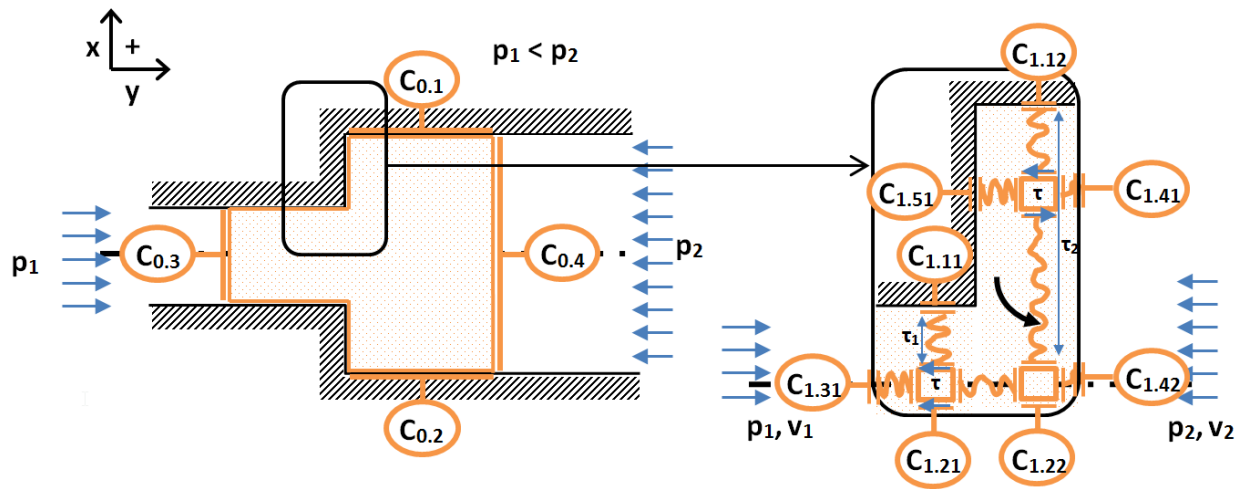 x
+
y
p1 < p2
C0.1
C0.3
C0.4
C0.2
p1
p2
C1.12
C1.51
C1.41
τ
τ2
C1.11
τ1
C1.31
τ
C1.42
p1, v1
p2, v2
C1.21
C1.22